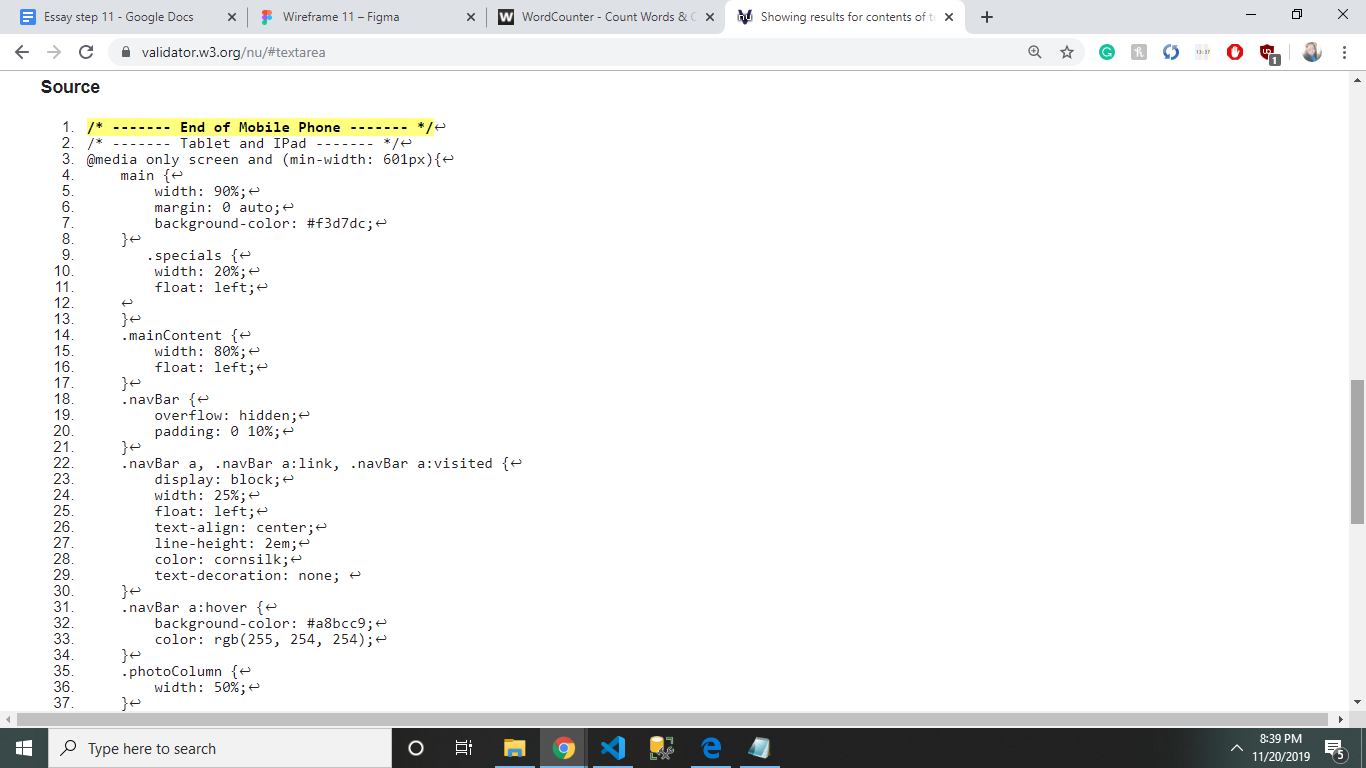 Essay step 11 - Google Docs
Wireframe 11 – Figma
WordCounter - Count Words & C
Showing results for contents of te
validator.w3.org/nu/#textarea
Source
1. /* ------- End of Mobile Phone ------- */↩
2. /* ------- Tablet and IPad ------- */↩
3. @media only screen and (min-width: 601px){↩
4. main {↩
5. width: 90%;↩
6. margin: 0 auto;↩
7. background-color: #f3d7dc;↩
8. }↩
9. .specials {↩
10. width: 20%;↩
11. float: left;↩
12. ↩
13. }↩
14. .mainContent {↩
15. width: 80%;↩
16. float: left;↩
17. }↩
18. .navBar {↩
19. overflow: hidden;↩
20. padding: 0 10%;↩
21. }↩
22. .navBar a, .navBar a:link, .navBar a:visited {↩
23. display: block;↩
24. width: 25%;↩
25. float: left;↩
26. text-align: center;↩
27. line-height: 2em;↩
28. color: cornsilk;↩
29. text-decoration: none; ↩
30. }↩
31. .navBar a:hover {↩
32. background-color: #a8bcc9;↩
33. color: rgb(255, 254, 254);↩
34. }↩
35. .photoColumn {↩
36. width: 50%;↩
37. }↩
Type here to search
8:39 PM
11/20/2019
5